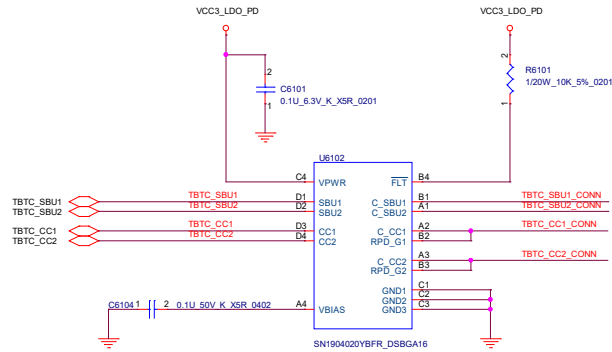 VCC3_LDO_PD
VCC3_LDO_PD
2
C6101
0.1U_6.3V_K_X5R_0201
1
2
R6101
1/20W_10K_5%_0201
1
U6102
C4 VPWR
FLT B4
TBTC_SBU1 TBTC_SBU1 D1 SBU1
TBTC_SBU2 TBTC_SBU2 D2 SBU2
C_SBU1 B1 TBTC_SBU1_CONN
C_SBU2 A1 TBTC_SBU2_CONN
TBTC_CC1 TBTC_CC1 D3 CC1
TBTC_CC2 TBTC_CC2 D4 CC2
C_CC1 A2 TBTC_CC1_CONN
RPD_G1 B2
C_CC2 A3 TBTC_CC2_CONN
RPD_G2 B3
GND1 C1
GND2 C2
GND3 C3
C6104 1 2 0.1U_50V_K_X5R_0402 A4 VBIAS
SN1904020YBFR_DSBGA16